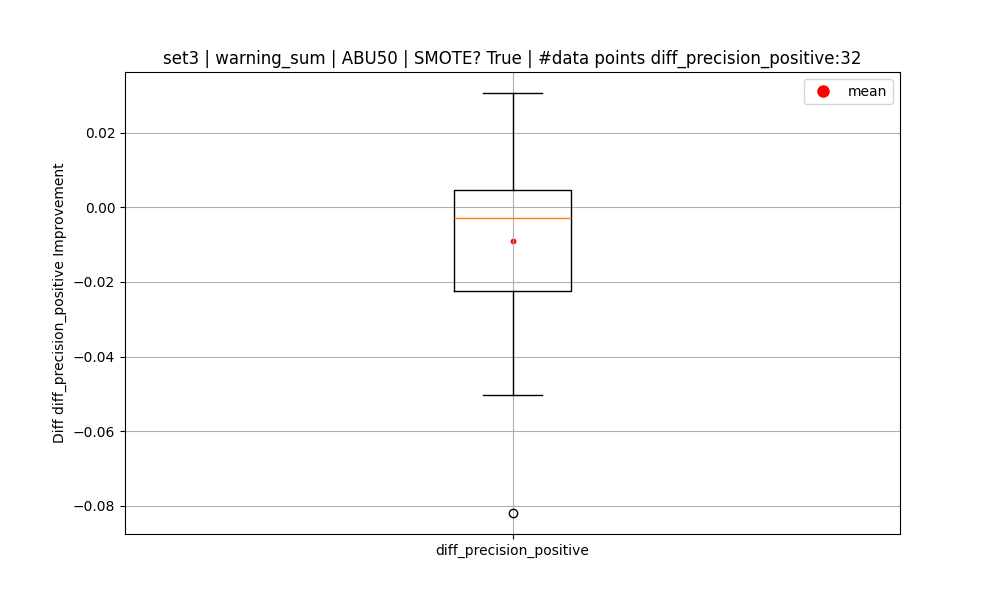 set3 | warning_sum | ABU50 | SMOTE? True | #data points diff_precision_positive:32
mean
Diff diff_precision_positive Improvement
0.02
0.00
−0.02
−0.04
−0.06
−0.08
diff_precision_positive